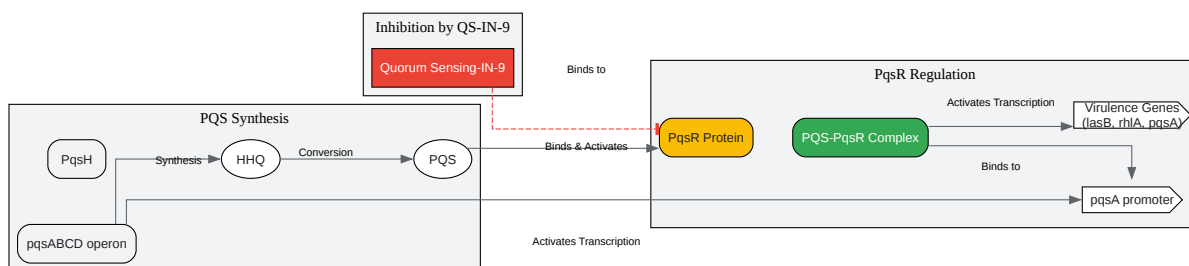 Inhibition by QS-IN-9
Quorum Sensing-IN-9
Binds to
PqsR Regulation
PQS Synthesis
Activates Transcription
Virulence Genes
(lasB, rhlA, pqsA)
PqsH
Synthesis
HHQ
Conversion
PQS
Binds & Activates
PqsR Protein
PQS-PqsR Complex
Binds to
pqsA promoter
pqsABCD operon
Activates Transcription